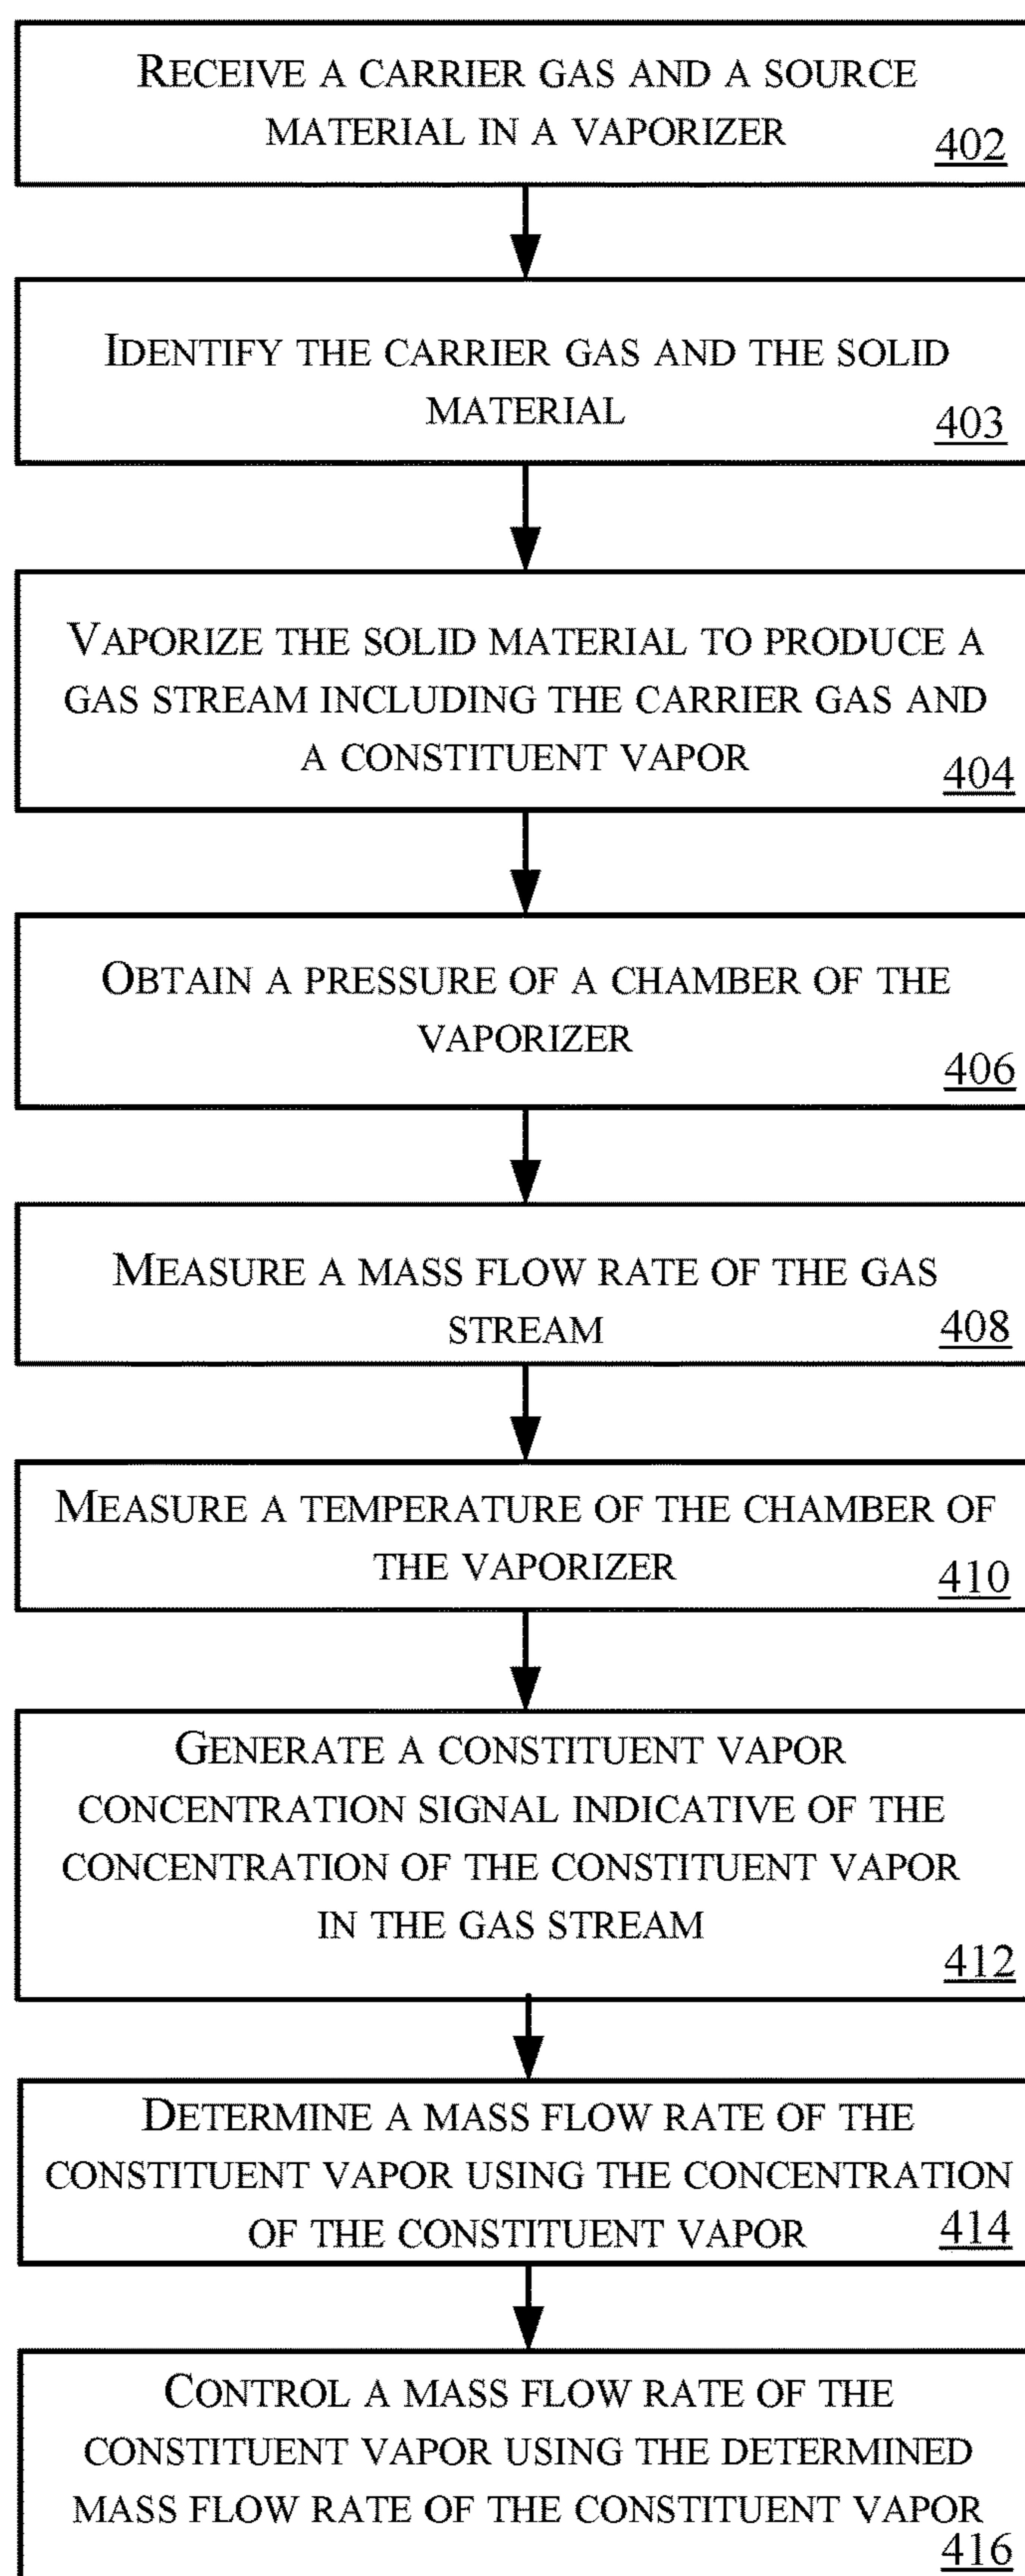 RECEIVE A CARRIER GAS AND A SOURCE
MATERIAL IN A VAPORIZER
402
IDENTIFY THE CARRIER GAS AND THE SOLID
MATERIAL
403
VAPORIZE THE SOLID MATERIAL TO PRODUCE A
GAS STREAM INCLUDING THE CARRIER GAS AND
A CONSTITUENT VAPOR
404
OBTAIN A PRESSURE OF A CHAMBER OF THE
VAPORIZER
406
MEASURE A MASS FLOW RATE OF THE GAS
STREAM
408
MEASURE A TEMPERATURE OF THE CHAMBER OF
THE VAPORIZER
410
GENERATE A CONSTITUENT VAPOR
CONCENTRATION SIGNAL INDICATIVE OF THE
CONCENTRATION OF THE CONSTITUENT VAPOR
IN THE GAS STREAM
412
DETERMINE A MASS FLOW RATE OF THE
CONSTITUENT VAPOR USING THE CONCENTRATION
OF THE CONSTITUENT VAPOR
414
CONTROL A MASS FLOW RATE OF THE
CONSTITUENT VAPOR USING THE DETERMINED
MASS FLOW RATE OF THE CONSTITUENT VAPOR
416